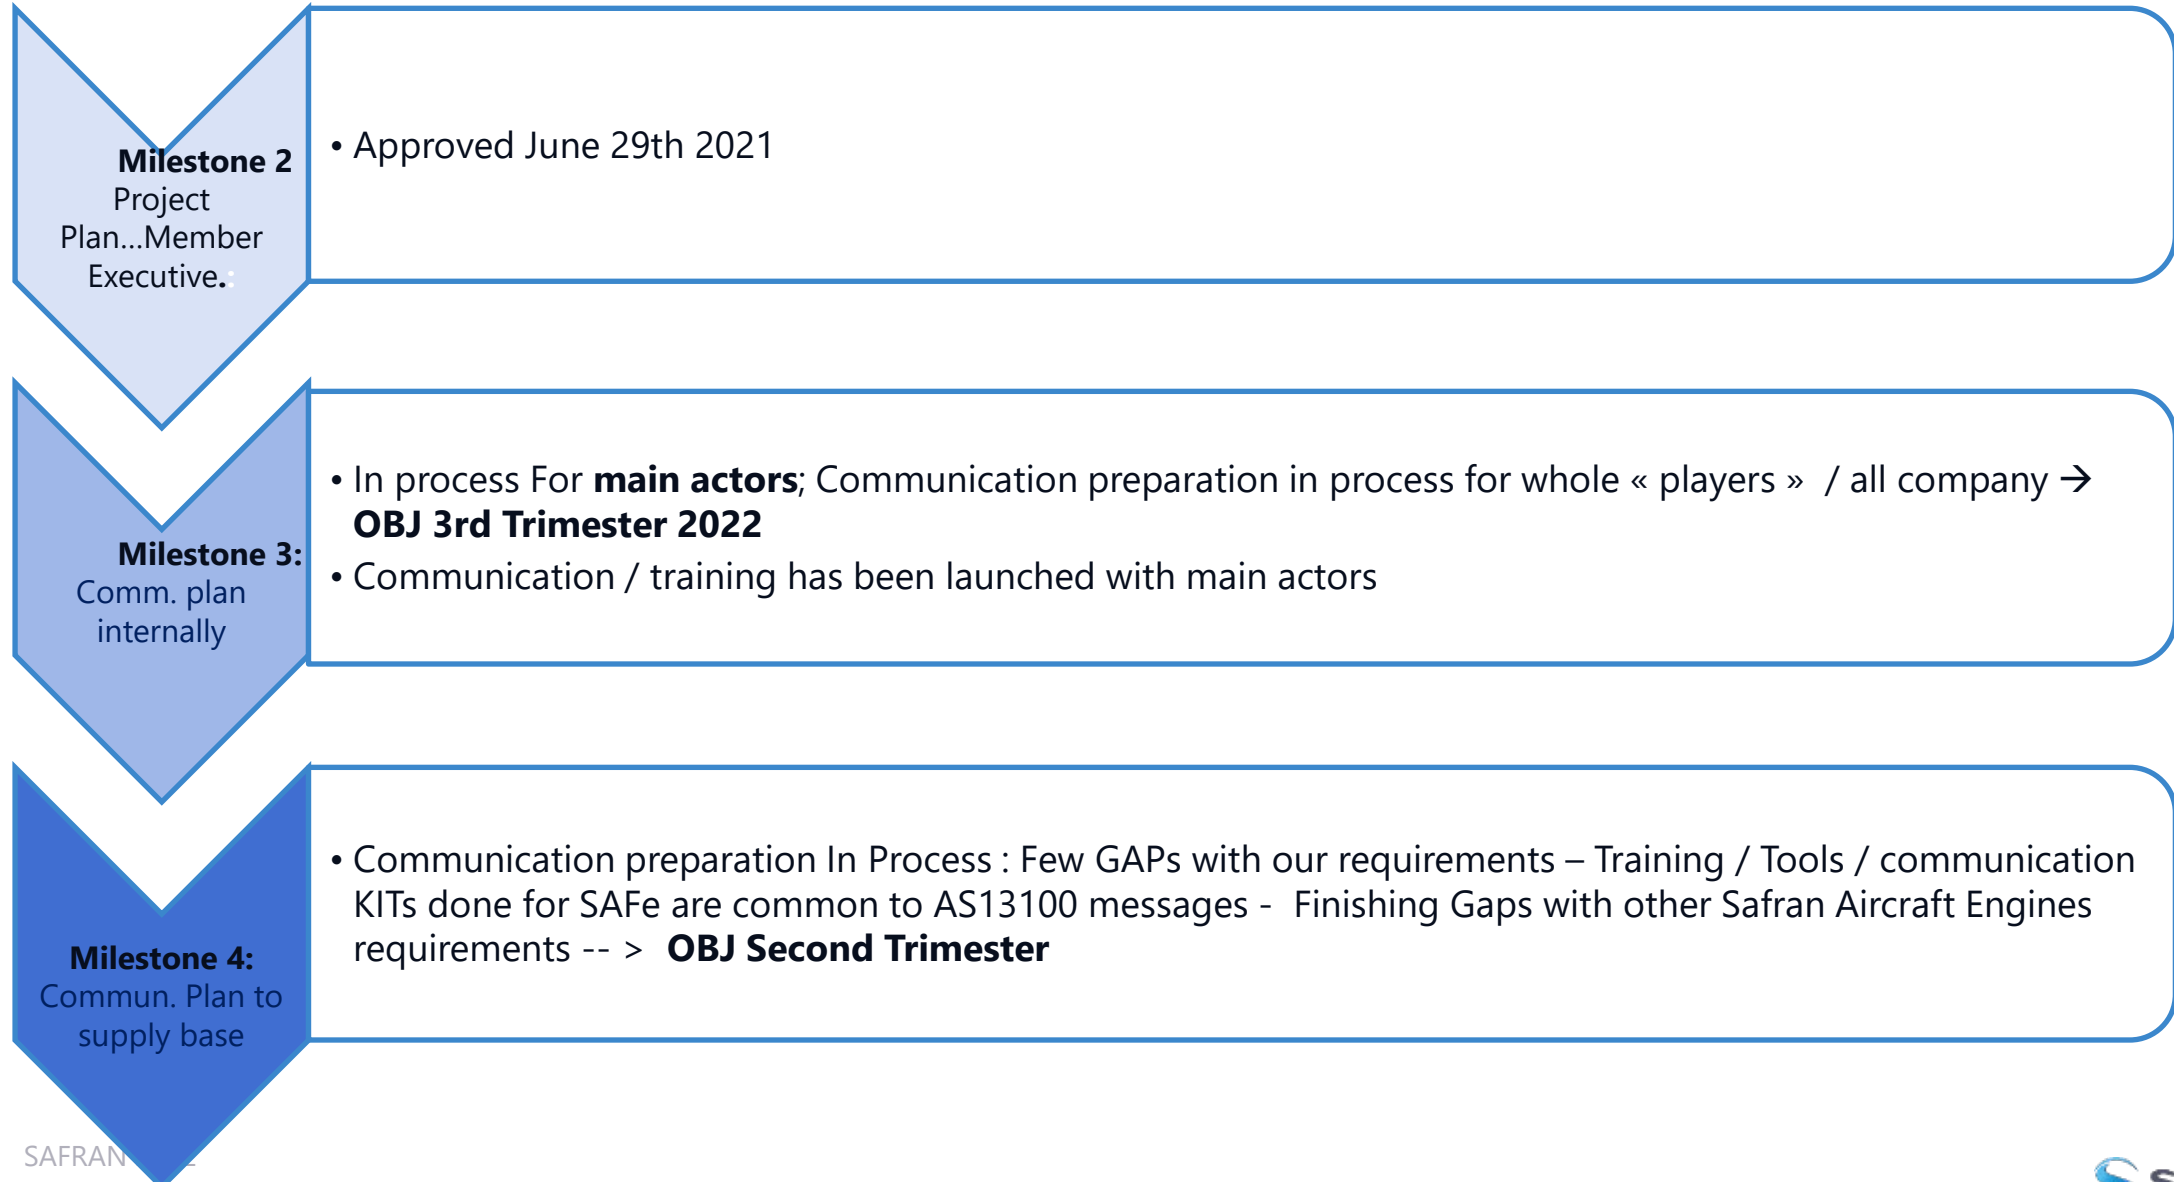 Milestone 2
Project
Plan...Member
Executive.:
• Approved June 29th 2021
Milestone 3:
Comm. plan
internally
• In process For main actors; Communication preparation in process for whole « players » / all company →
OBJ 3rd Trimester 2022
• Communication / training has been launched with main actors
Milestone 4:
Commun. Plan to
supply base
• Communication preparation In Process : Few GAPs with our requirements – Training / Tools / communication
KITs done for SAFe are common to AS13100 messages - Finishing Gaps with other Safran Aircraft Engines
requirements -- > OBJ Second Trimester
SAFRAN